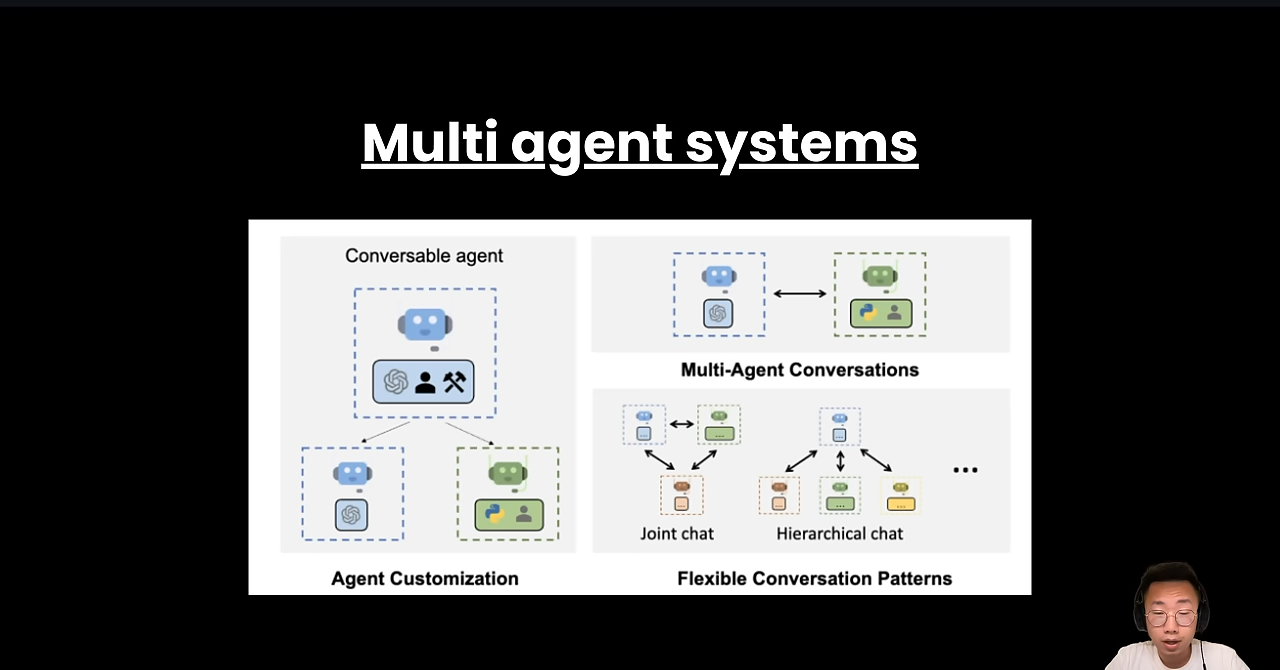 Multi agent systems
Conversable agent
Agent Customization
Multi-Agent Conversations
...
Joint chat
Hierarchical chat
Flexible Conversation Patterns